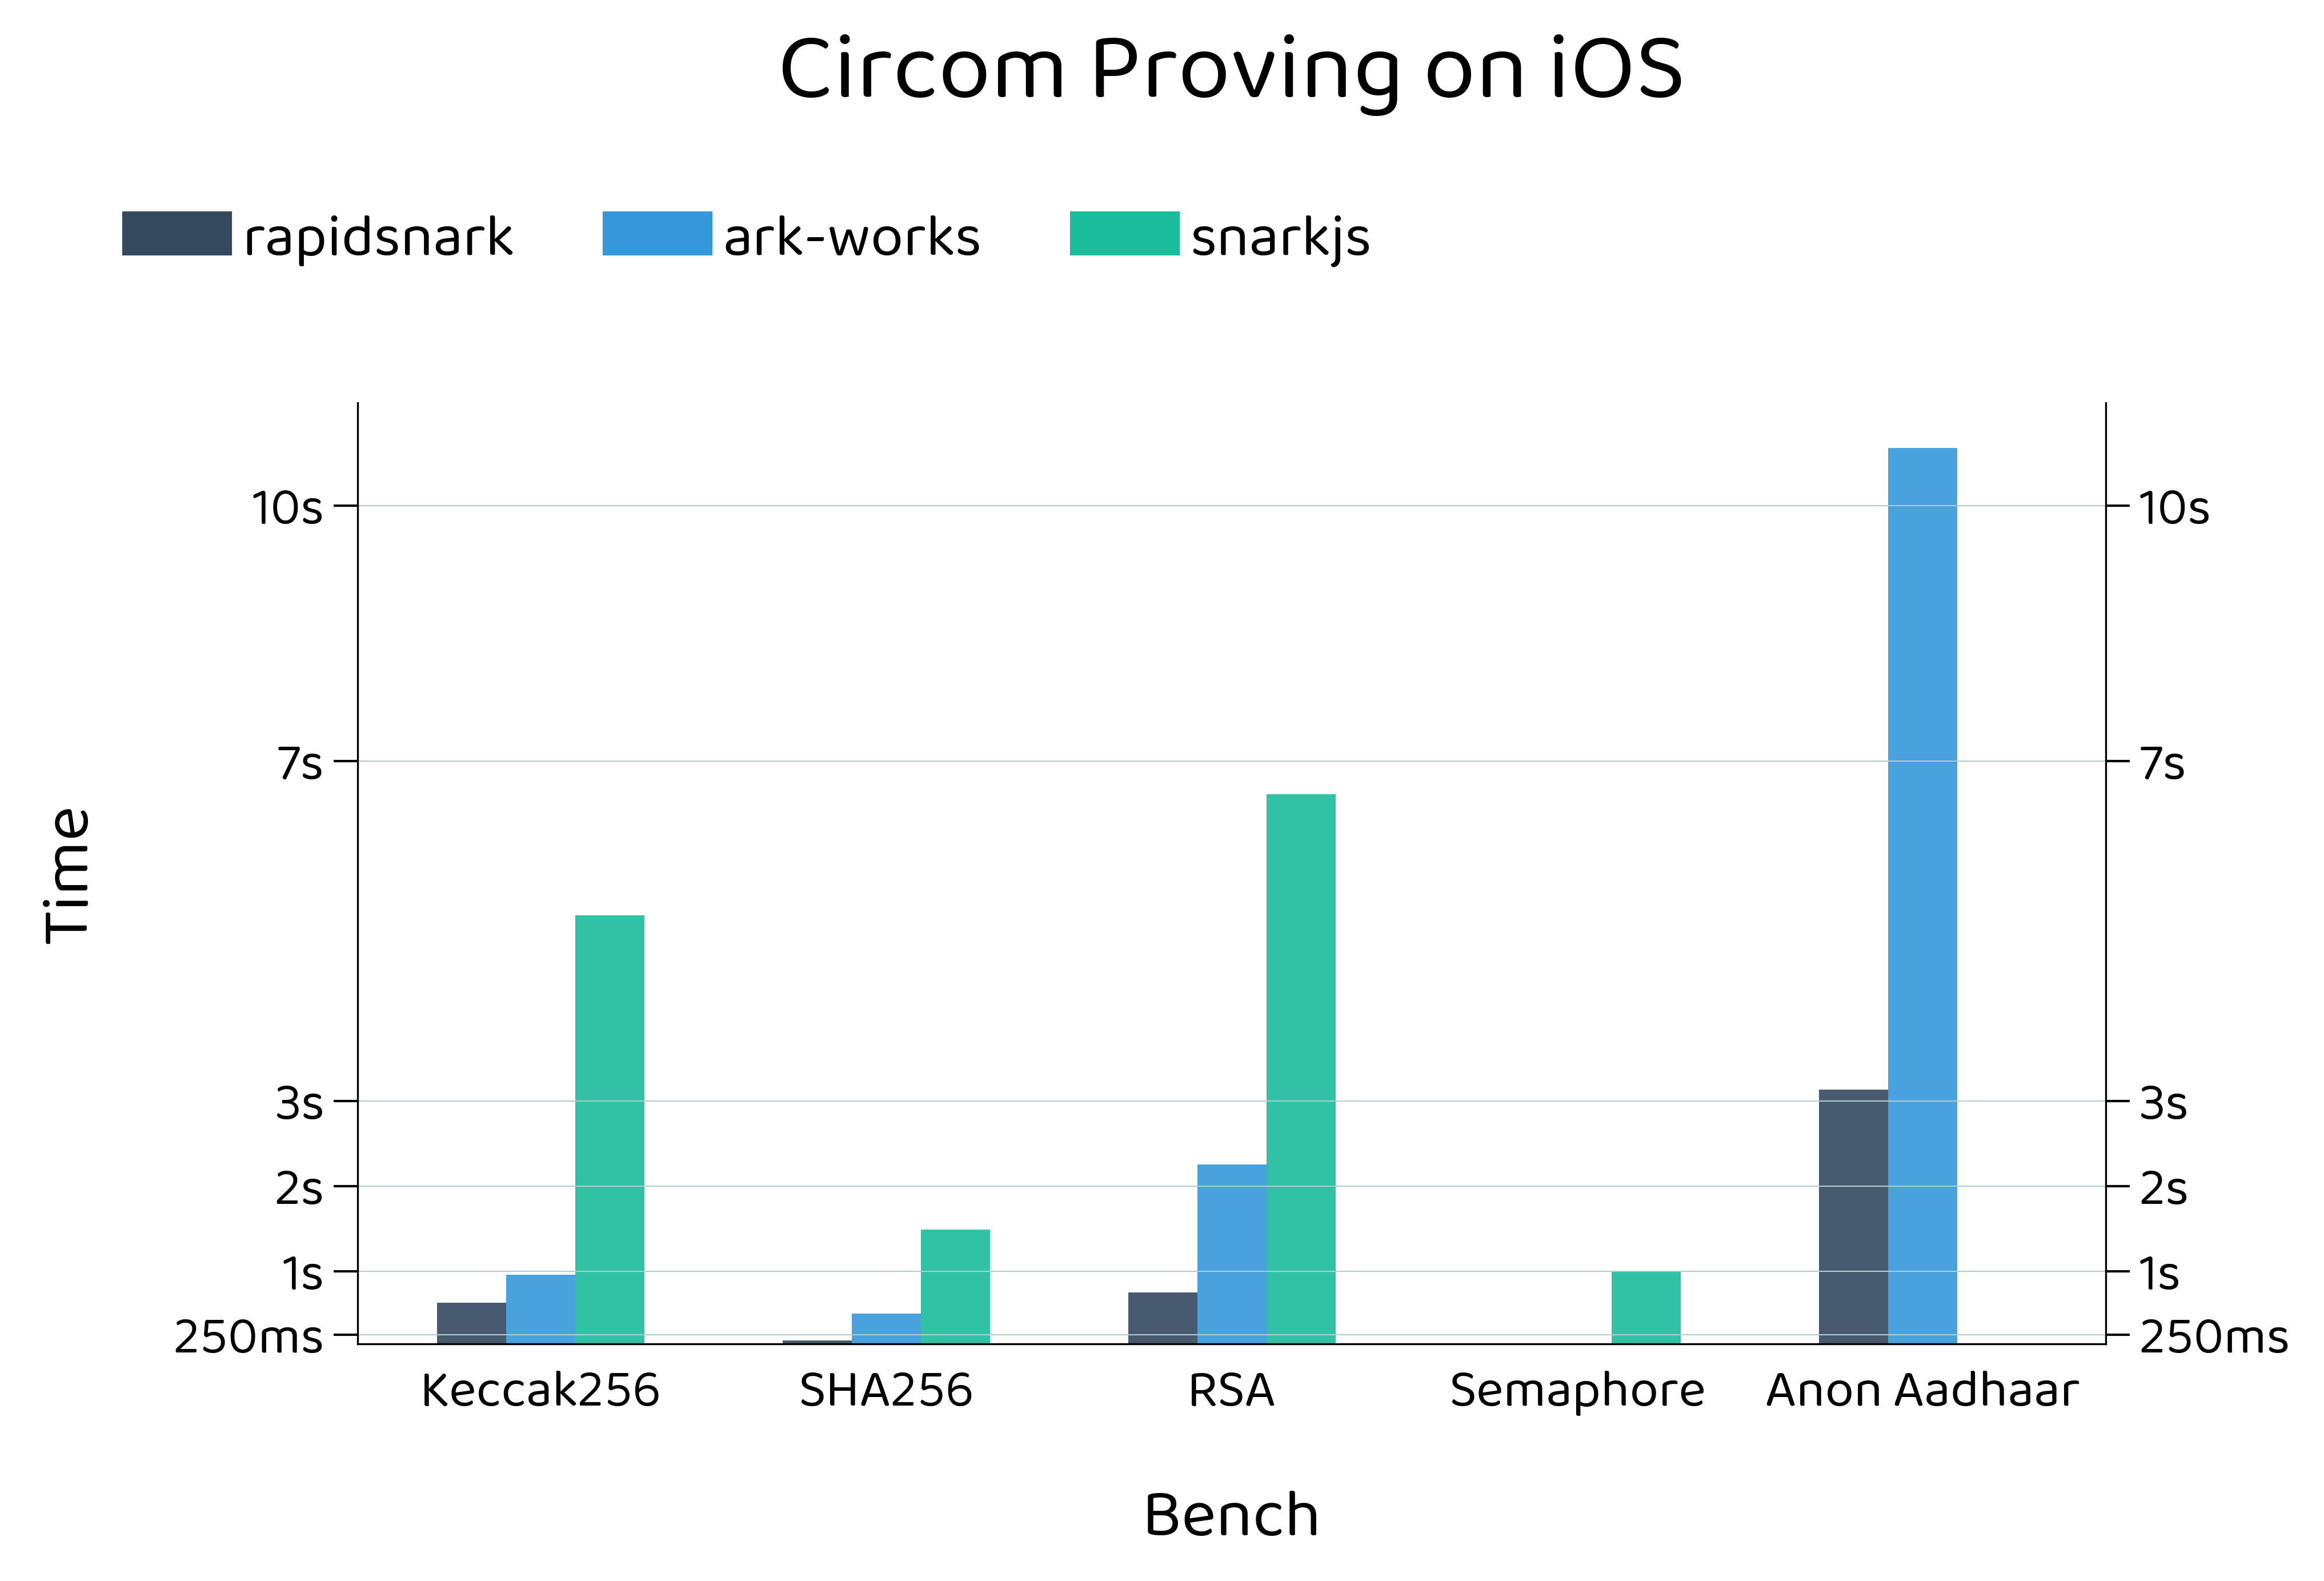 Circom Proving on iOS
rapidsnark
ark-works
snarkjs
Time
10s
7s
3s
2s
1s
250ms
10s
7s
3s
2s
1s
250ms
Keccak256
SHA256
RSA
Semaphore
Anon Aadhaar
Bench